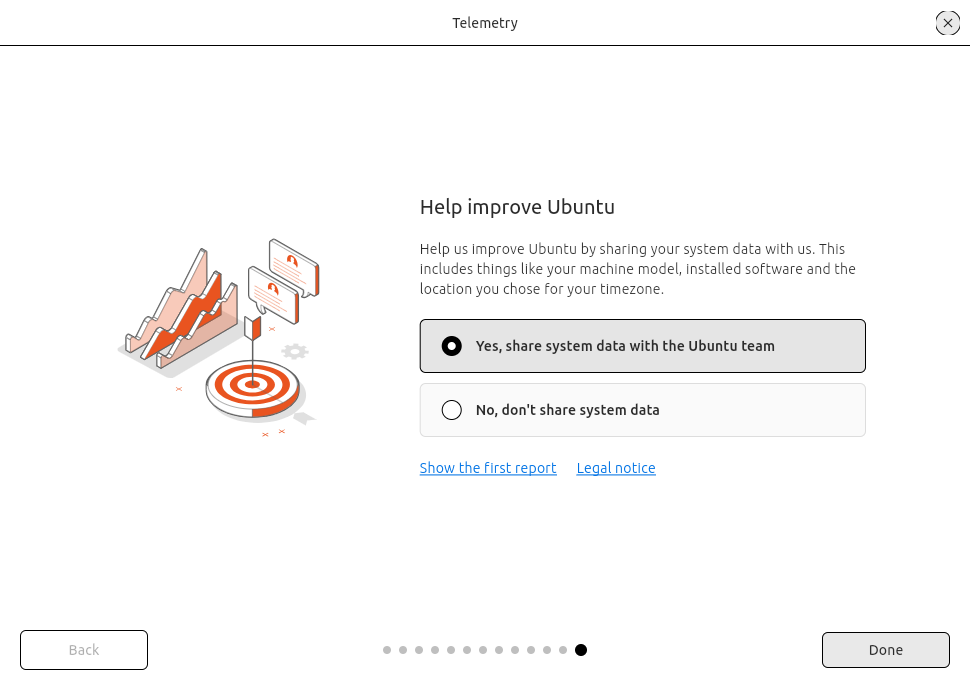 Telemetry
Help improve Ubuntu
Help us improve Ubuntu by sharing your system data with us. This
includes things like your machine model, installed software and the
location you chose for your timezone.
Yes, share system data with the Ubuntu team
No, don't share system data
Show the first report Legal notice
Back
Done